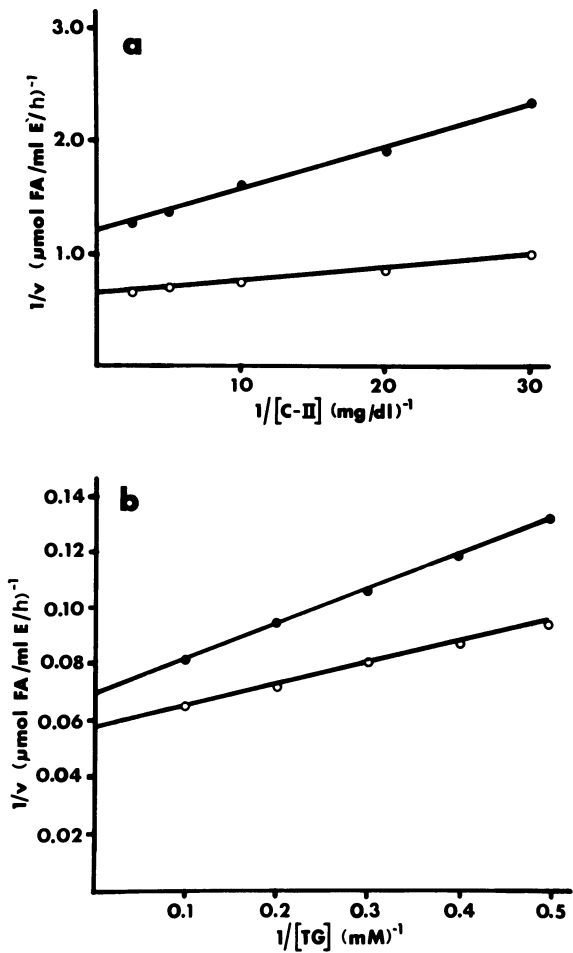 a
3.0
2.0
1.0
1/v (μmol FA/ml E/h)⁻¹
10 20 30
1/[C-II] (mg/dl)⁻¹
b
0.14
0.12
0.10
0.08
0.06
0.04
0.02
1/v (μmol FA/ml E/h)⁻¹
0.1 0.2 0.3 0.4 0.5
1/[TG] (mM)⁻¹